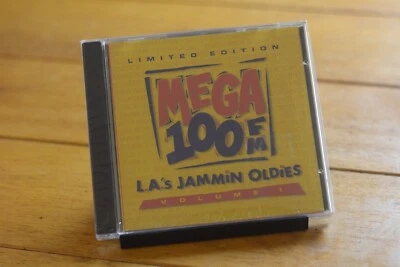 LIMITED EDITION
MEGA
100 FM
L.A.'s JAMMiN OLDiES
VOLUME 1